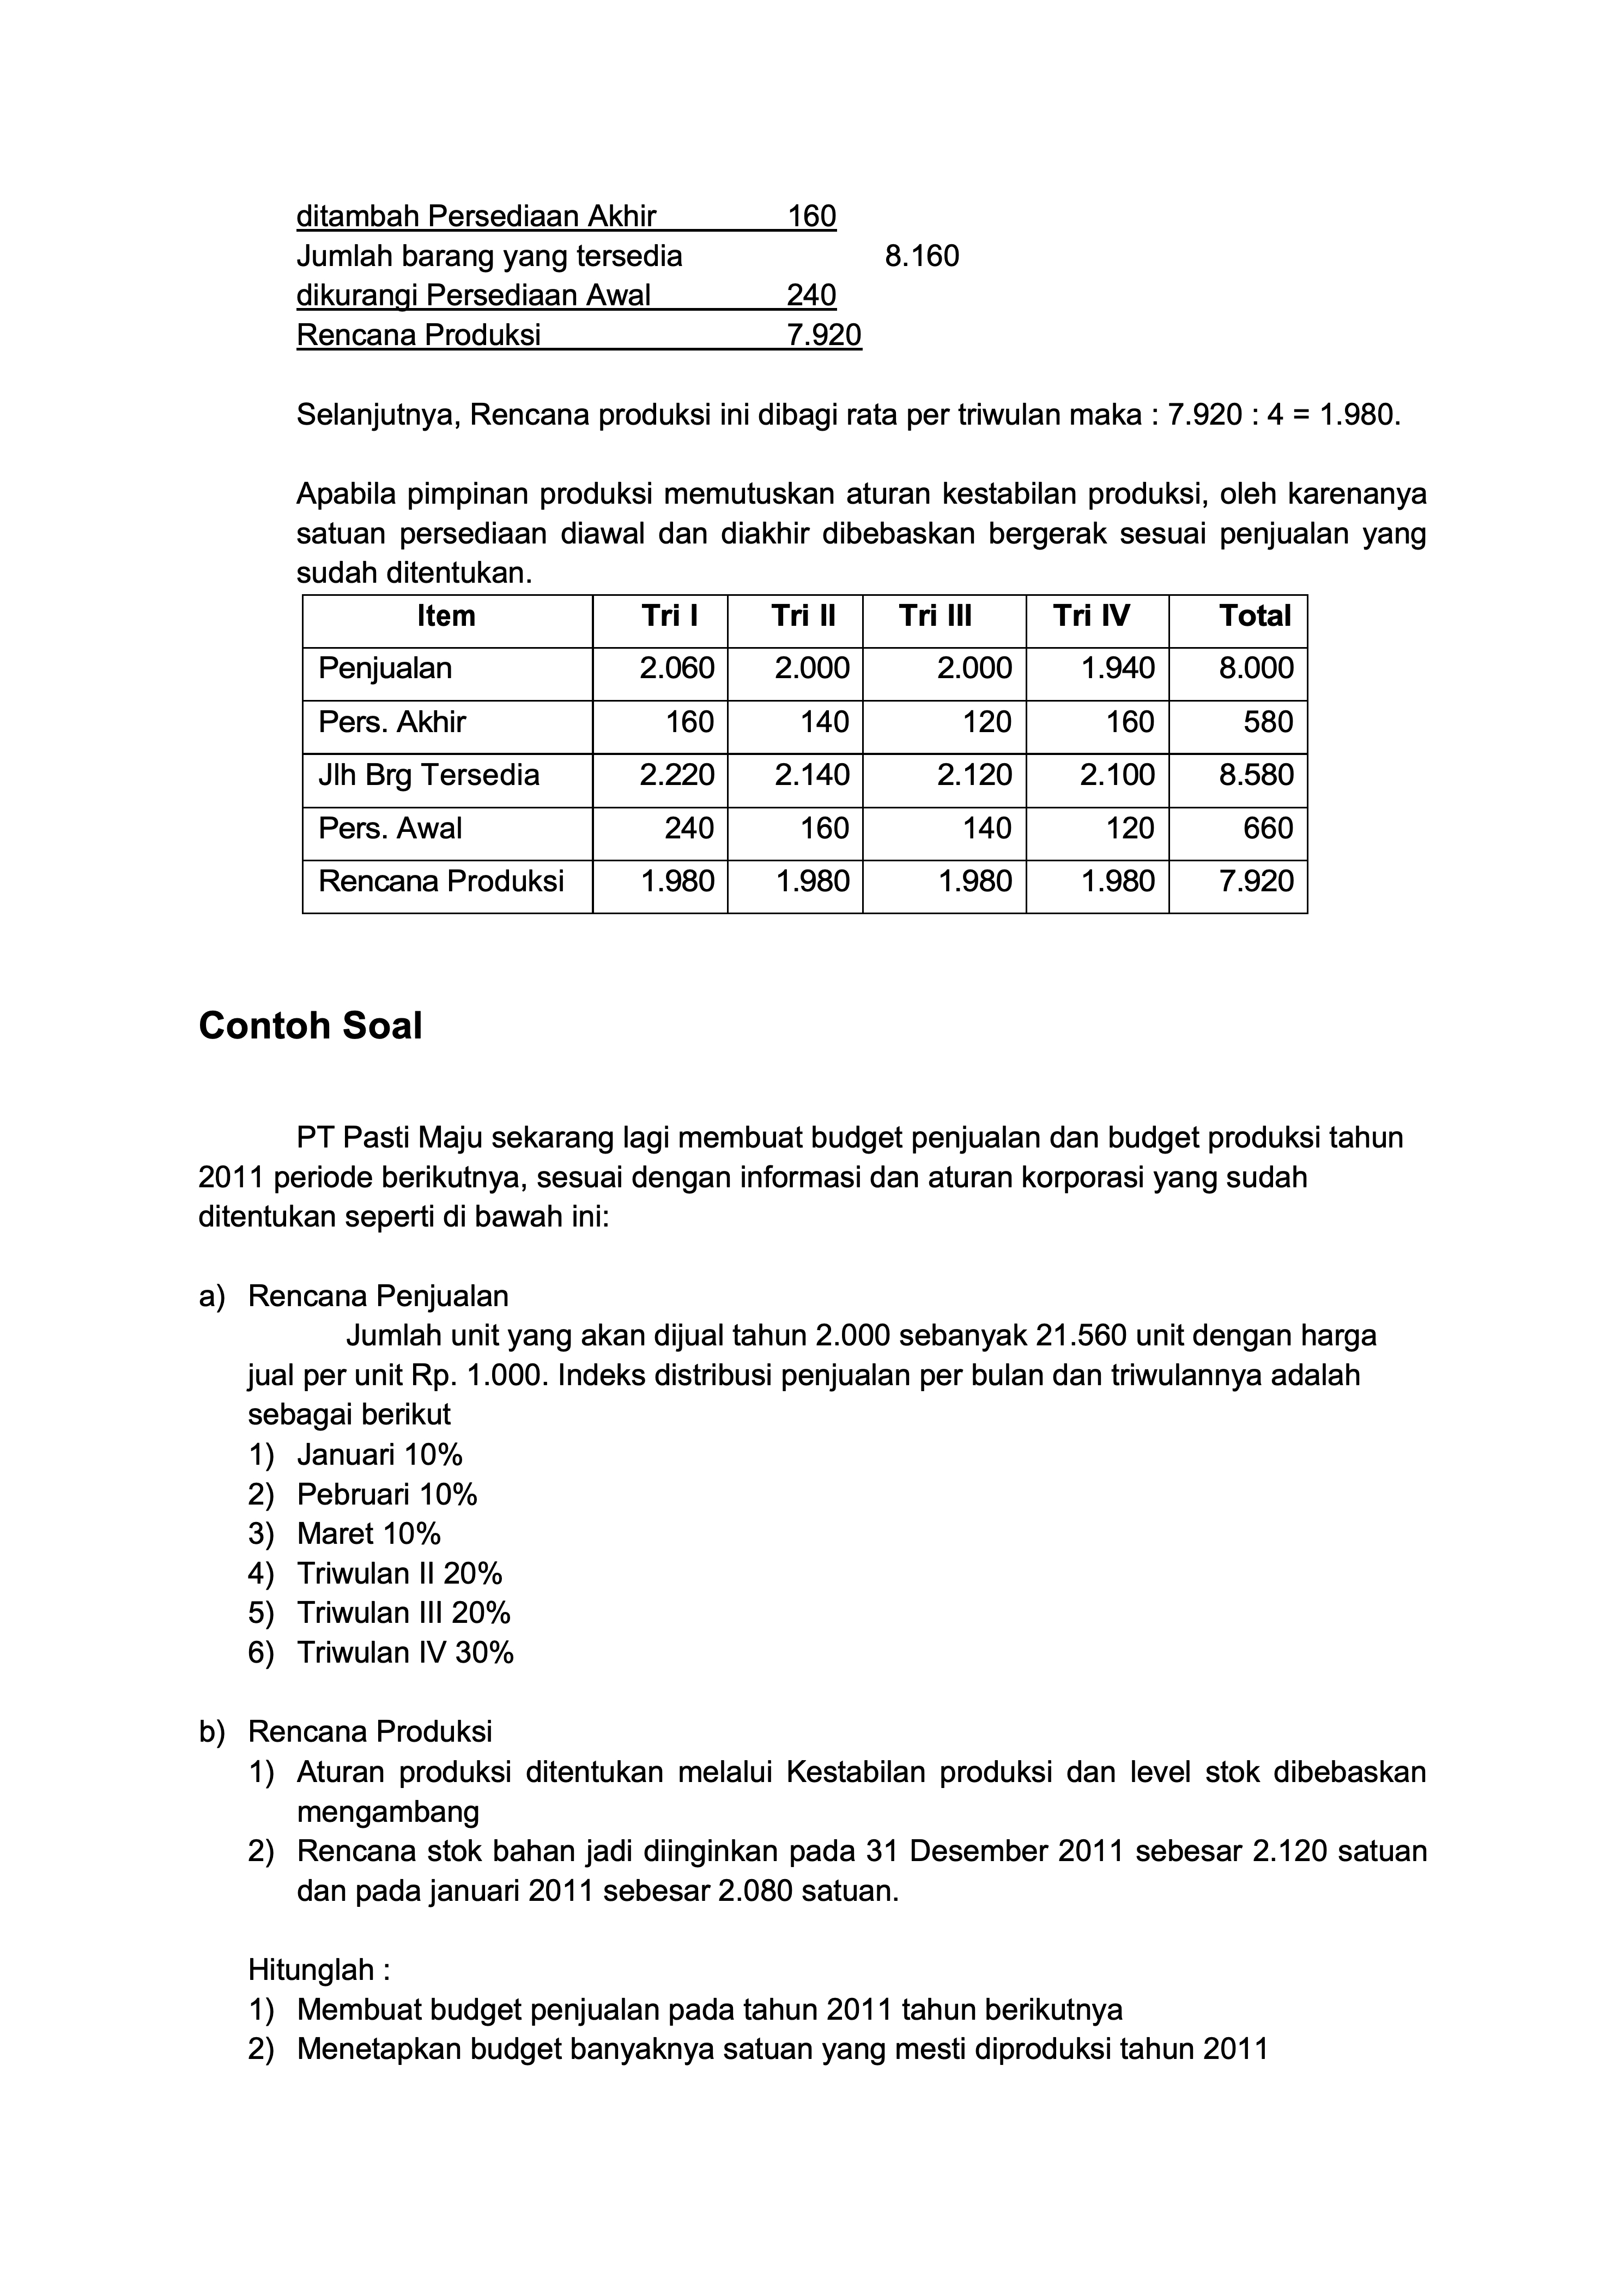 ditambah Persediaan Akhir 160
Jumlah barang yang tersedia 8.160
dikurangi Persediaan Awal 240
Rencana Produksi 7.920
Selanjutnya, Rencana produksi ini dibagi rata per triwulan maka : 7.920 : 4 = 1.980.
Apabila pimpinan produksi memutuskan aturan kestabilan produksi, oleh karenanya
satuan persediaan diawal dan diakhir dibebaskan bergerak sesuai penjualan yang
sudah ditentukan.
Item Tri I Tri II Tri III Tri IV Total
Penjualan 2.060 2.000 2.000 1.940 8.000
Pers. Akhir 160 140 120 160 580
Jlh Brg Tersedia 2.220 2.140 2.120 2.100 8.580
Pers. Awal 240 160 140 120 660
Rencana Produksi 1.980 1.980 1.980 1.980 7.920
Contoh Soal
PT Pasti Maju sekarang lagi membuat budget penjualan dan budget produksi tahun
2011 periode berikutnya, sesuai dengan informasi dan aturan korporasi yang sudah
ditentukan seperti di bawah ini:
a) Rencana Penjualan
Jumlah unit yang akan dijual tahun 2.000 sebanyak 21.560 unit dengan harga
jual per unit Rp. 1.000. Indeks distribusi penjualan per bulan dan triwulannya adalah
sebagai berikut
1) Januari 10%
2) Pebruari 10%
3) Maret 10%
4) Triwulan II 20%
5) Triwulan III 20%
6) Triwulan IV 30%
b) Rencana Produksi
1) Aturan produksi ditentukan melalui Kestabilan produksi dan level stok dibebaskan
mengambang
2) Rencana stok bahan jadi diinginkan pada 31 Desember 2011 sebesar 2.120 satuan
dan pada januari 2011 sebesar 2.080 satuan.
Hitunglah :
1) Membuat budget penjualan pada tahun 2011 tahun berikutnya
2) Menetapkan budget banyaknya satuan yang mesti diproduksi tahun 2011